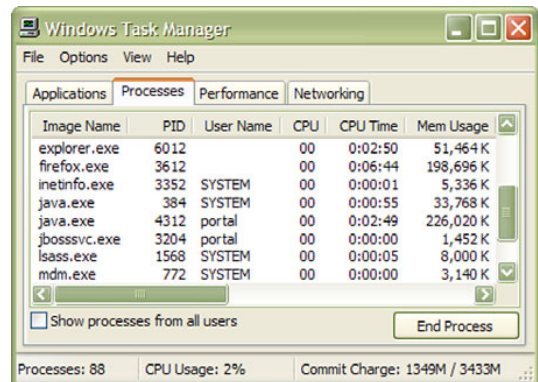 Windows Task Manager
File Options View Help
Applications Processes Performance Networking
Image Name PID User Name CPU CPU Time Mem Usage
explorer.exe 6012 00 0:02:50 51,464 K
firefox.exe 3612 00 0:06:44 198,696 K
inetinfo.exe 3352 SYSTEM 00 0:00:01 5,336 K
java.exe 384 SYSTEM 00 0:00:55 33,768 K
java.exe 4312 portal 00 0:02:49 226,020 K
jbosssvc.exe 3204 portal 00 0:00:00 1,452 K
lsass.exe 1568 SYSTEM 00 0:00:05 8,000 K
mdm.exe 772 SYSTEM 00 0:00:00 3,140 K
Show processes from all users End Process
Processes: 88 CPU Usage: 2% Commit Charge: 1349M / 3433M